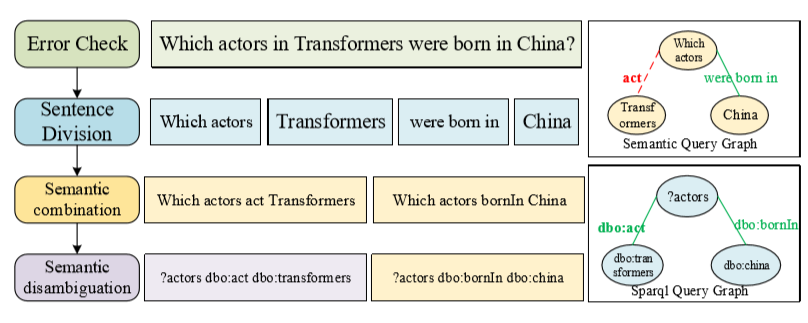 Error Check
Which actors in Transformers were born in China?
Sentence
Division
Which actors
Transformers
were born in
China
Semantic
combination
Which actors act Transformers
Which actors bornIn China
Semantic
disambiguation
?actors dbo:act dbo:transformers
?actors dbo:bornIn dbo:china
Which
actors
act
were born in
Transf
ormers
China
Semantic Query Graph
?actors
dbo:act
dbo:bornIn
dbo:tran
sformers
dbo:china
Sparql Query Graph